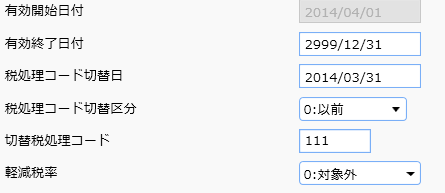 有効開始日付 2014/04/01
有効終了日付 2999/12/31
税処理コード切替日 2014/03/31
税処理コード切替区分 0:以前
切替税処理コード 111
軽減税率 0:対象外